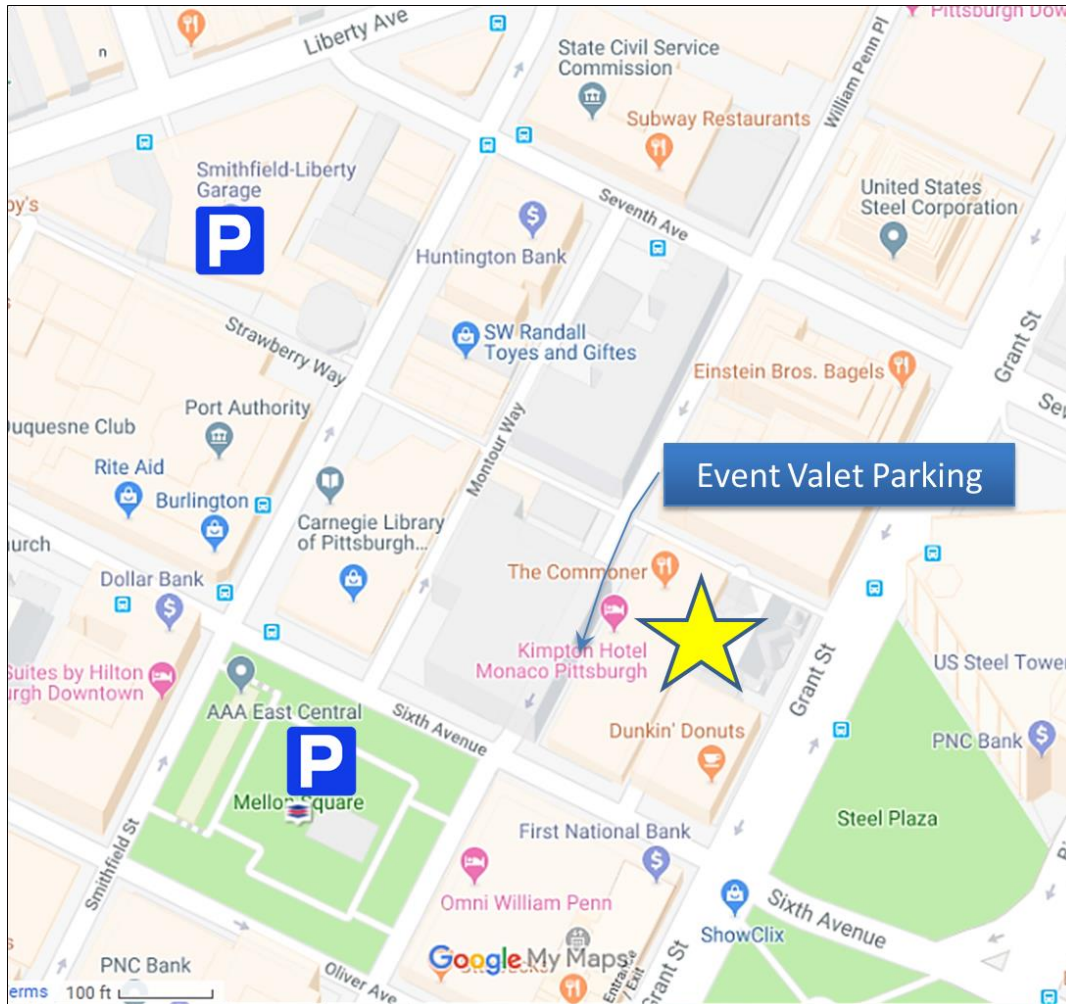 Pittsburgh Dow
Liberty Ave
n
State Civil Service
Commission
William Penn Pl
Subway Restaurants
Smithfield-Liberty
Garage
P
by's
United States
Steel Corporation
Seventh Ave
Huntington Bank
Strawberry Way
SW Randall
Toyes and Giftes
Einstein Bros. Bagels
Grant St
Sev
Port Authority
Duquesne Club
Montour Way
Rite Aid
Burlington
Event Valet Parking
Carnegie Library
of Pittsburgh...
hurch
Dollar Bank
The Commoner
Kimpton Hotel
Monaco Pittsburgh
Suites by Hilton
urgh Downtown
AAA East Central
Sixth Avenue
Grant St
US Steel Tower
Dunkin' Donuts
PNC Bank
P
Mellon Square
Steel Plaza
First National Bank
Smithfield St
Omni William Penn
ShowClix
Sixth Avenue
Google My Maps
PNC Bank
Oliver Ave
Entrance
/ Exit
Grant St
erms
100 ft